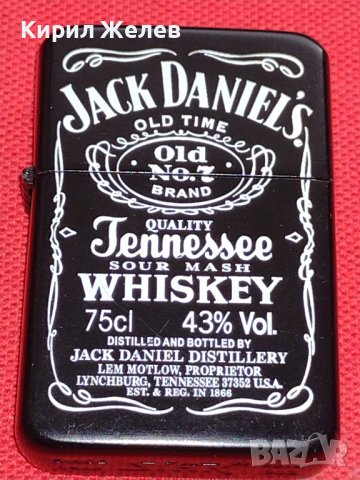 Кирил Желев
JACK DANIEL'S
OLD TIME
Old
No.7
BRAND
QUALITY
Tennessee
SOUR MASH
WHISKEY
75cl 43% Vol.
DISTILLED AND BOTTLED BY
JACK DANIEL DISTILLERY
LEM MOTLOW, PROPRIETOR
LYNCHBURG, TENNESSEE 37352 U.S.A.
EST. & REG. IN 1866
BAZAR